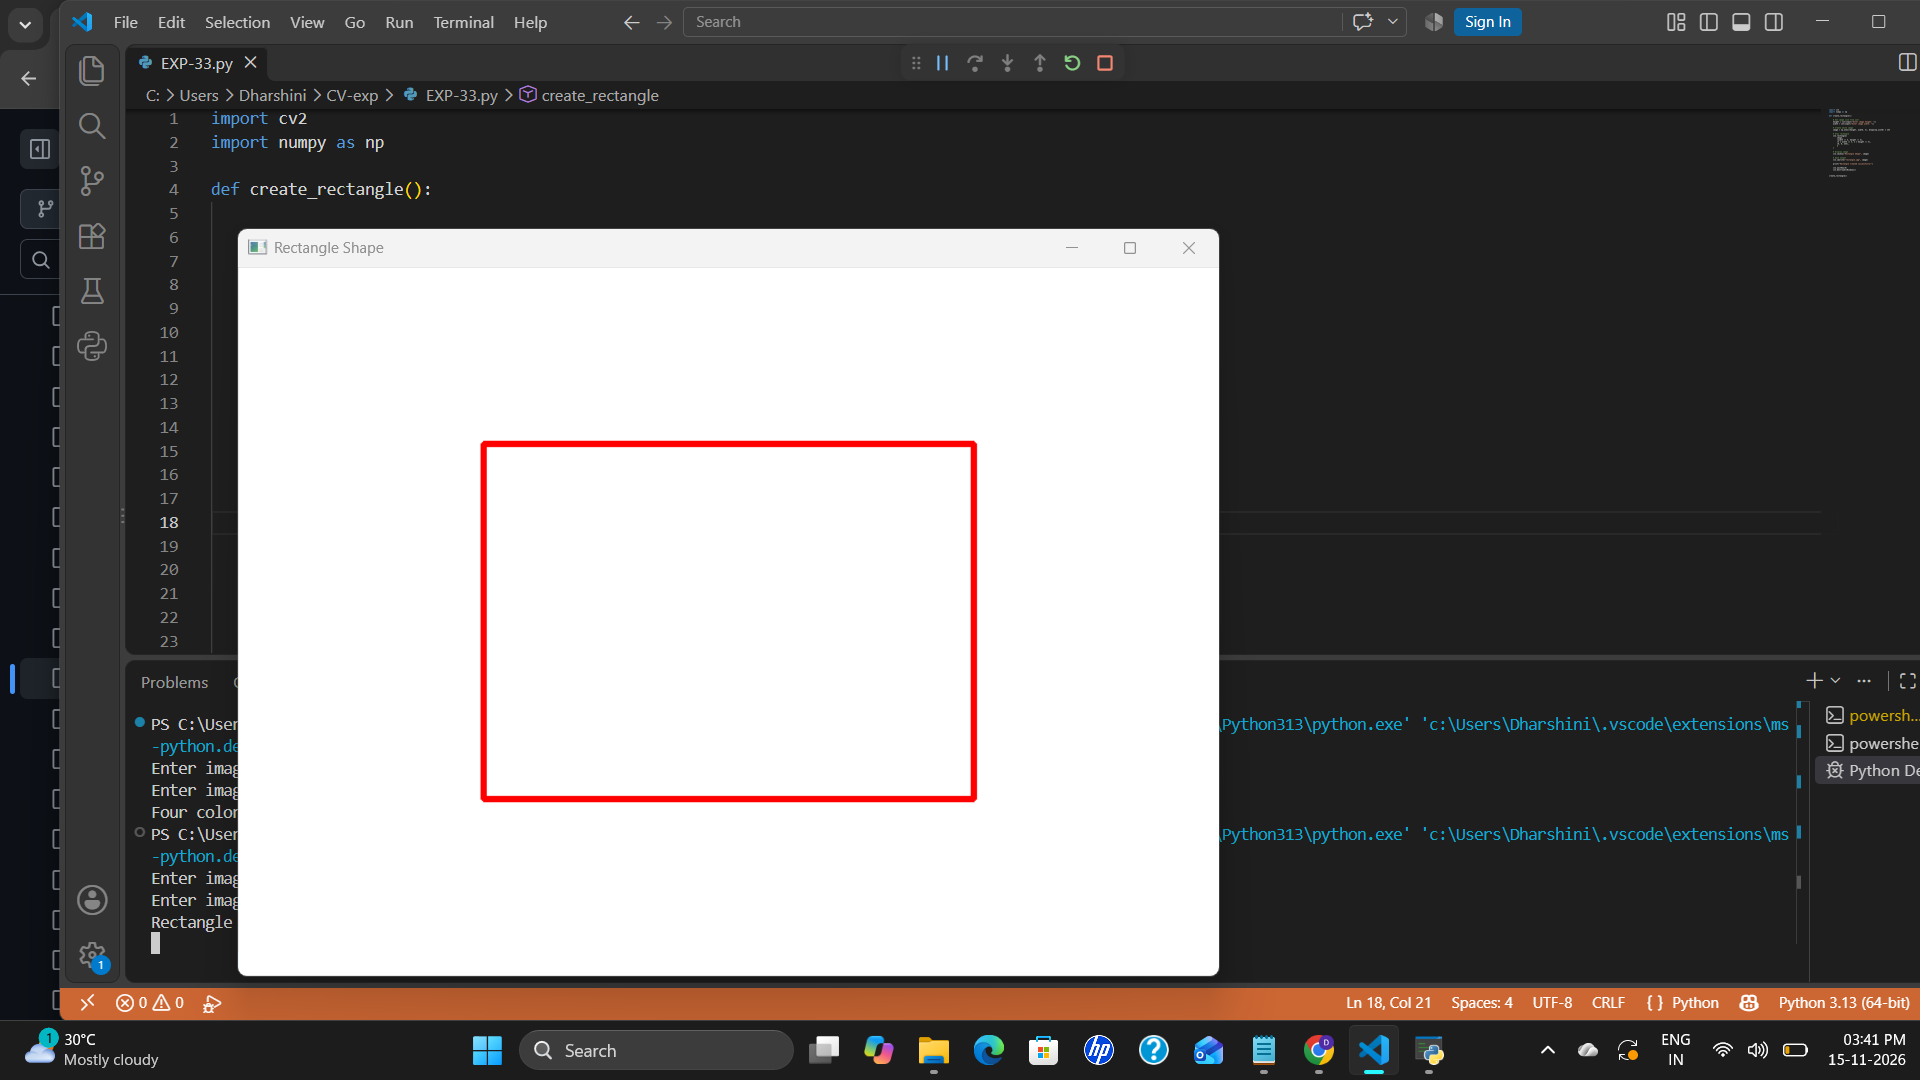 File Edit Selection View Go Run Terminal Help
Search
Sign In
EXP-33.py
C: > Users > Dharshini > CV-exp > EXP-33.py > create_rectangle
1 import cv2
2 import numpy as np
3
4 def create_rectangle():
5
6
7
8
9
10
11
12
13
14
15
16
17
18
19
20
21
22
23
Rectangle Shape
Problems
PS C:\User
\Python313\python.exe' 'c:\Users\Dharshini\.vscode\extensions\ms
-python.de
Enter imag
Enter imag
Four color
PS C:\User
\Python313\python.exe' 'c:\Users\Dharshini\.vscode\extensions\ms
-python.de
Enter imag
Enter imag
Rectangle
powersh...
powershe
Python De
1
0 0
Ln 18, Col 21 Spaces: 4 UTF-8 CRLF { } Python Python 3.13 (64-bit)
1
30°C
Mostly cloudy
Search
hp
ENG
IN
03:41 PM
15-11-2026